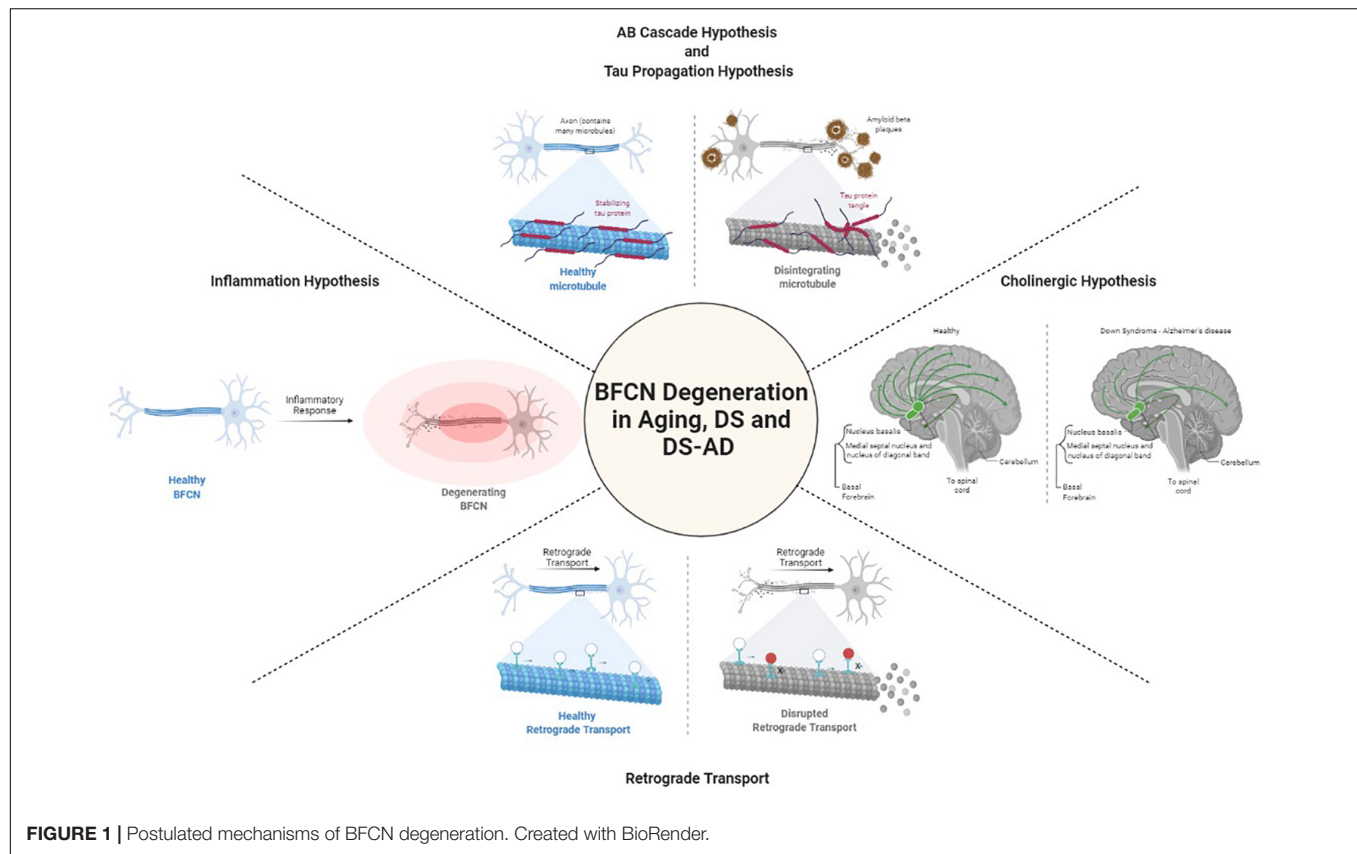 AB Cascade Hypothesis
and
Tau Propagation Hypothesis
Axon (contains
many microbules)
Amyloid beta
plaques
Stabilizing
tau protein
Tau protein
tangle
Healthy
microtubule
Disintegrating
microtubule
Inflammation Hypothesis
Inflammatory
Response
Healthy
BFCN
Degenerating
BFCN
BFCN Degeneration
in Aging, DS and
DS-AD
Cholinergic Hypothesis
Healthy
Nucleus basalis
Medial septal nucleus and
nucleus of diagonal band
Cerebellum
Basal
Forebrain
To spinal
cord
Down Syndrome - Alzheimer's disease
Nucleus basalis
Medial septal nucleus and
nucleus of diagonal band
Cerebellum
Basal
Forebrain
To spinal
cord
Retrograde
Transport
Retrograde
Transport
X
X
Healthy
Retrograde Transport
Disrupted
Retrograde Transport
Retrograde Transport
FIGURE 1 | Postulated mechanisms of BFCN degeneration. Created with BioRender.